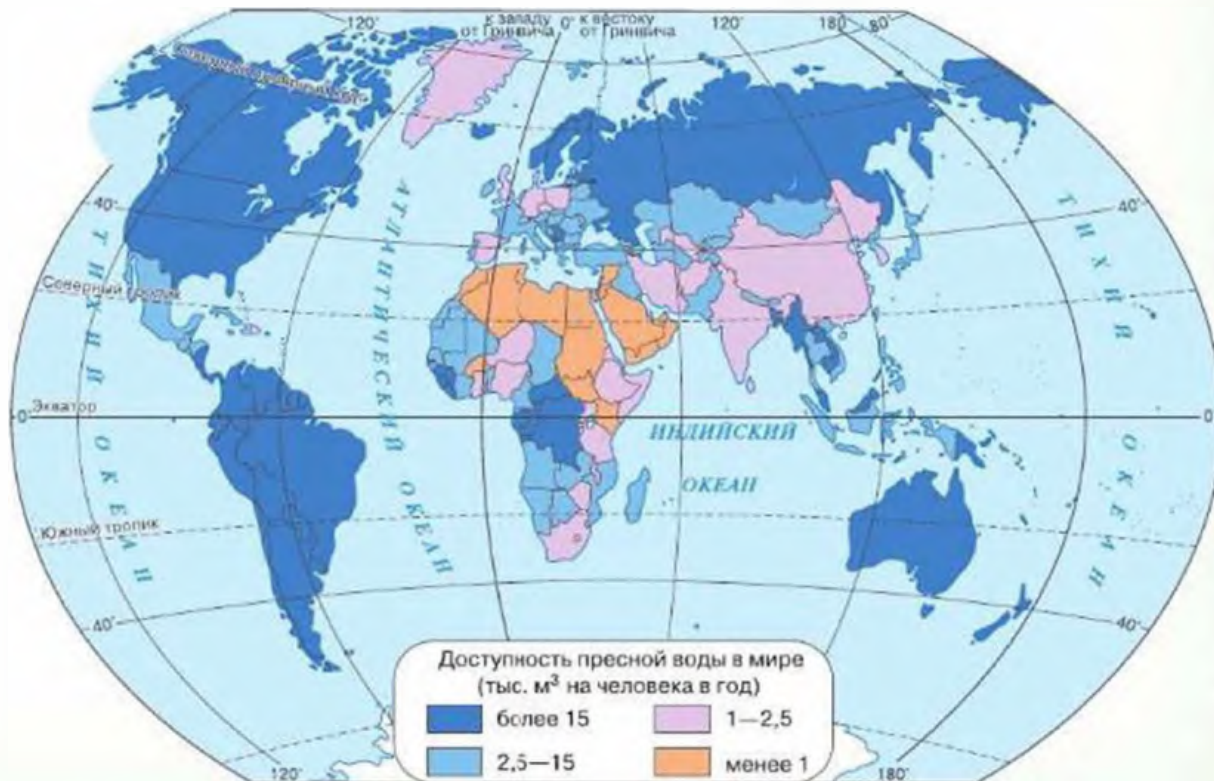 120°
к западу 0° к востоку
от Гринвича от Гринвича
120°
180°
80°
40°
40°
АТЛАНТИЧЕСКИЙ ОКЕАН
ТИХИЙ ОКЕАН
ТИХИЙ ОКЕАН
Северный тропик
0°
Экватор
0
ИНДИЙСКИЙ
ОКЕАН
Южный тропик
40°
40°
Доступность пресной воды в мире
(тыс. м³ на человека в год)
более 15
1—2,5
2,5—15
менее 1
120°
180°